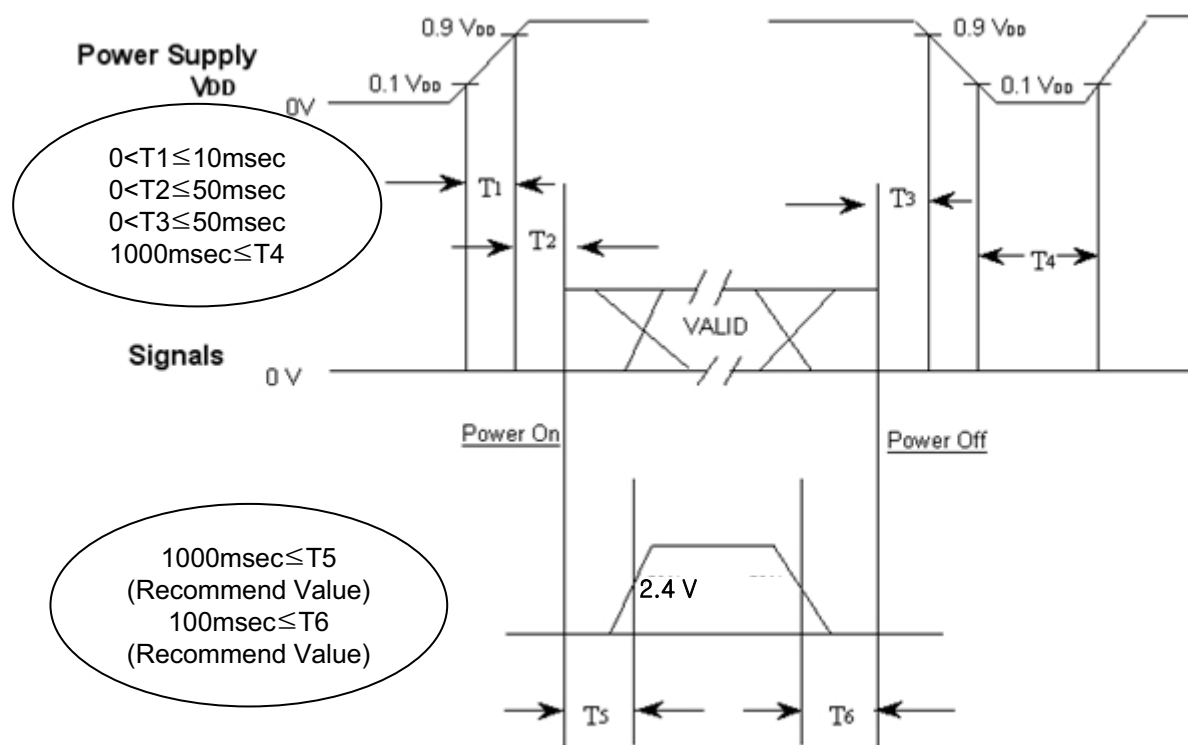 0.9 VDD
0.9 VDD
Power Supply
VDD
0.1 VDD
0.1 VDD
0V
0<T1≦10msec
0<T2≦50msec
0<T3≦50msec
1000msec≦T4
T1
T3
T2
T4
VALID
Signals
0 V
Power On
Power Off
1000msec≦T5
(Recommend Value)
100msec≦T6
(Recommend Value)
2.4 V
T5
T6